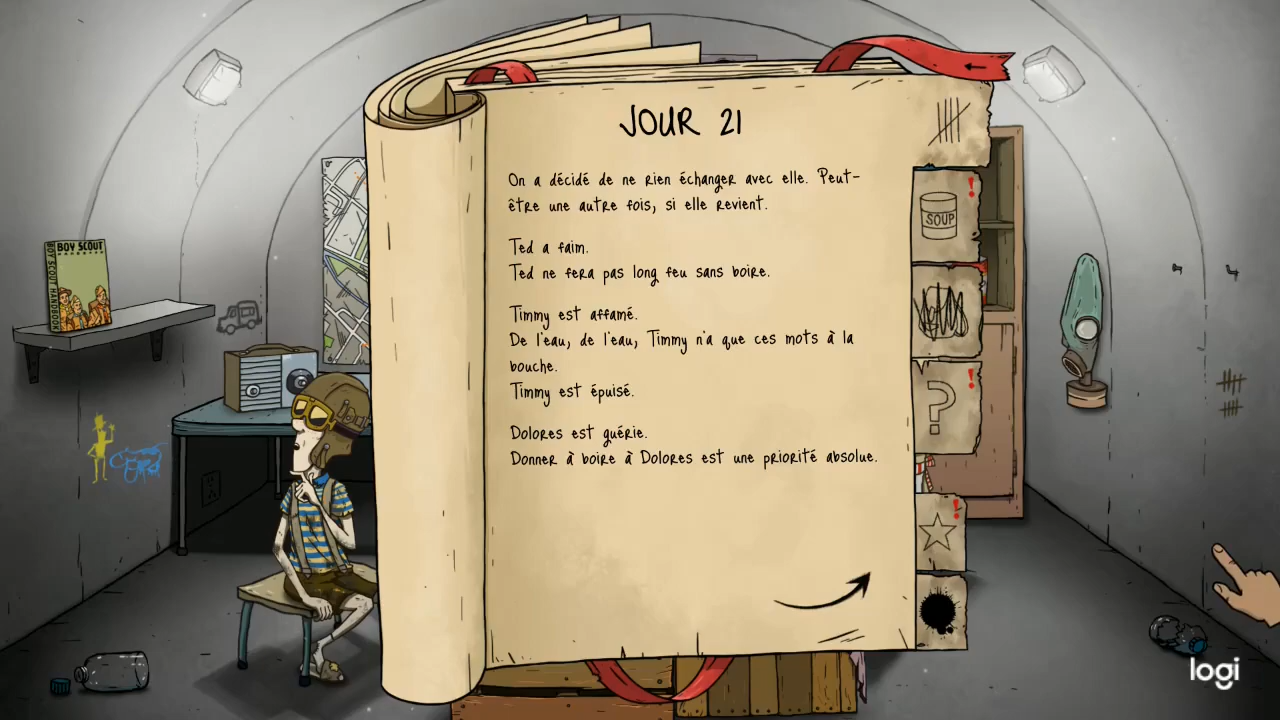 JOUR 21
On a décidé de ne rien échanger avec elle. Peut-
être une autre fois, si elle revient.
Ted a faim.
Ted ne fera pas long feu sans boire.
Timmy est affamé.
De l'eau, de l'eau, Timmy n'a que ces mots à la
bouche.
Timmy est épuisé.
Dolores est guérie.
Donner à boire à Dolores est une priorité absolue.
SOUP
!
?
!
!
BOY SCOUT
HANDBOOK
BOY SCOUT HANDBOOK
logi